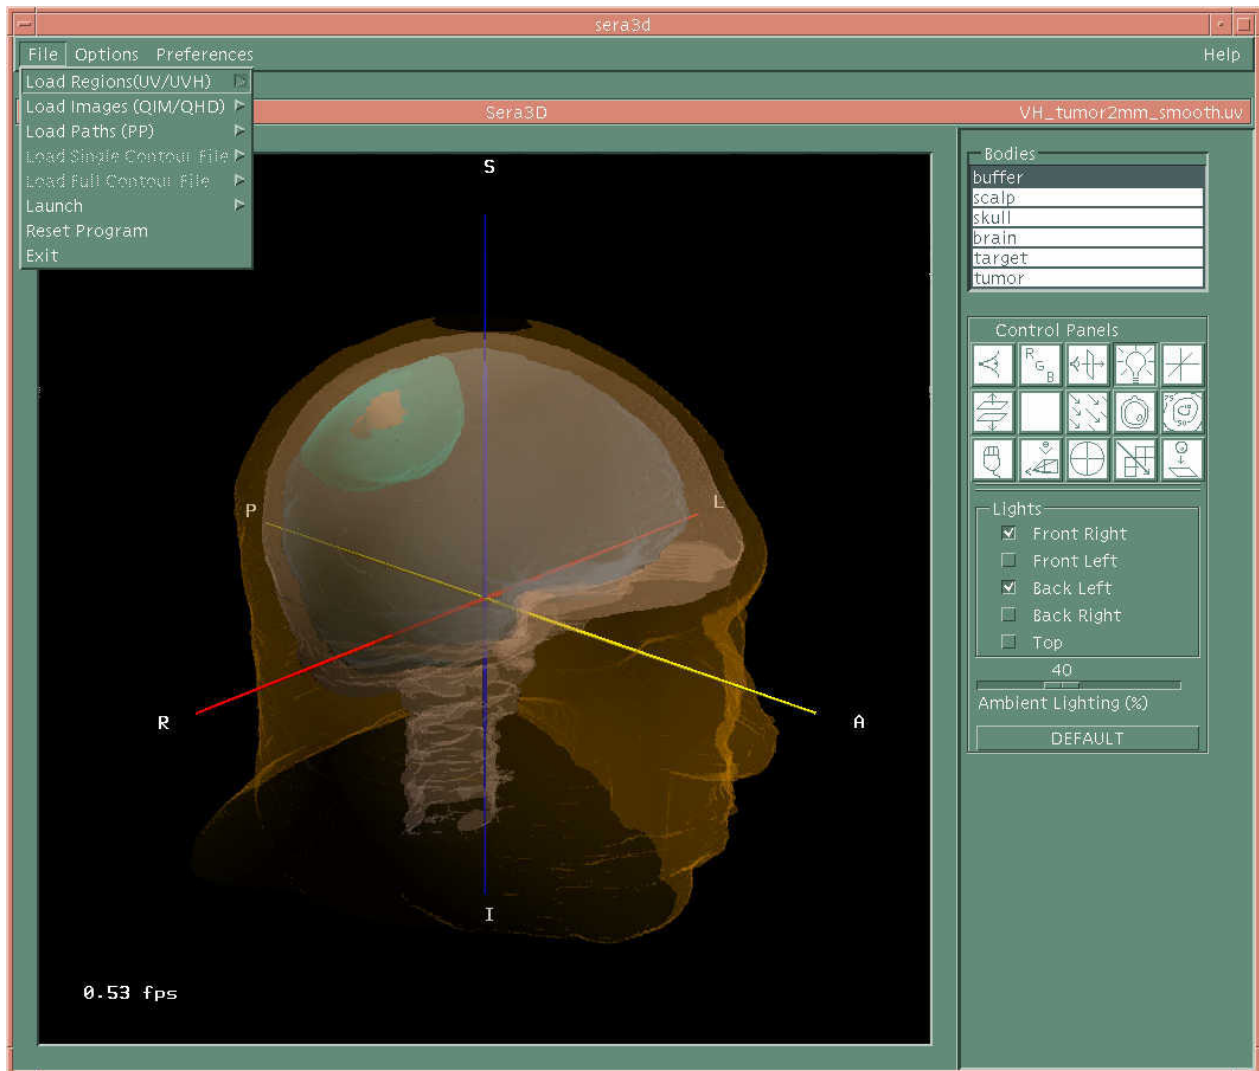 sera3d
File Options Preferences Help
Load Regions(UV/UVH)
Load Images (QIM/QHD)
Load Paths (PP)
Load Single Contour File
Load Full Contour File
Launch
Reset Program
Exit
Sera3D VH_tumor2mm_smooth.uv
S
P
L
R
A
I
0.53 fps
Bodies
buffer
scalp
skull
brain
target
tumor
Control Panels
R
G
B
75
50
Lights
Front Right
Front Left
Back Left
Back Right
Top
40
Ambient Lighting (%)
DEFAULT